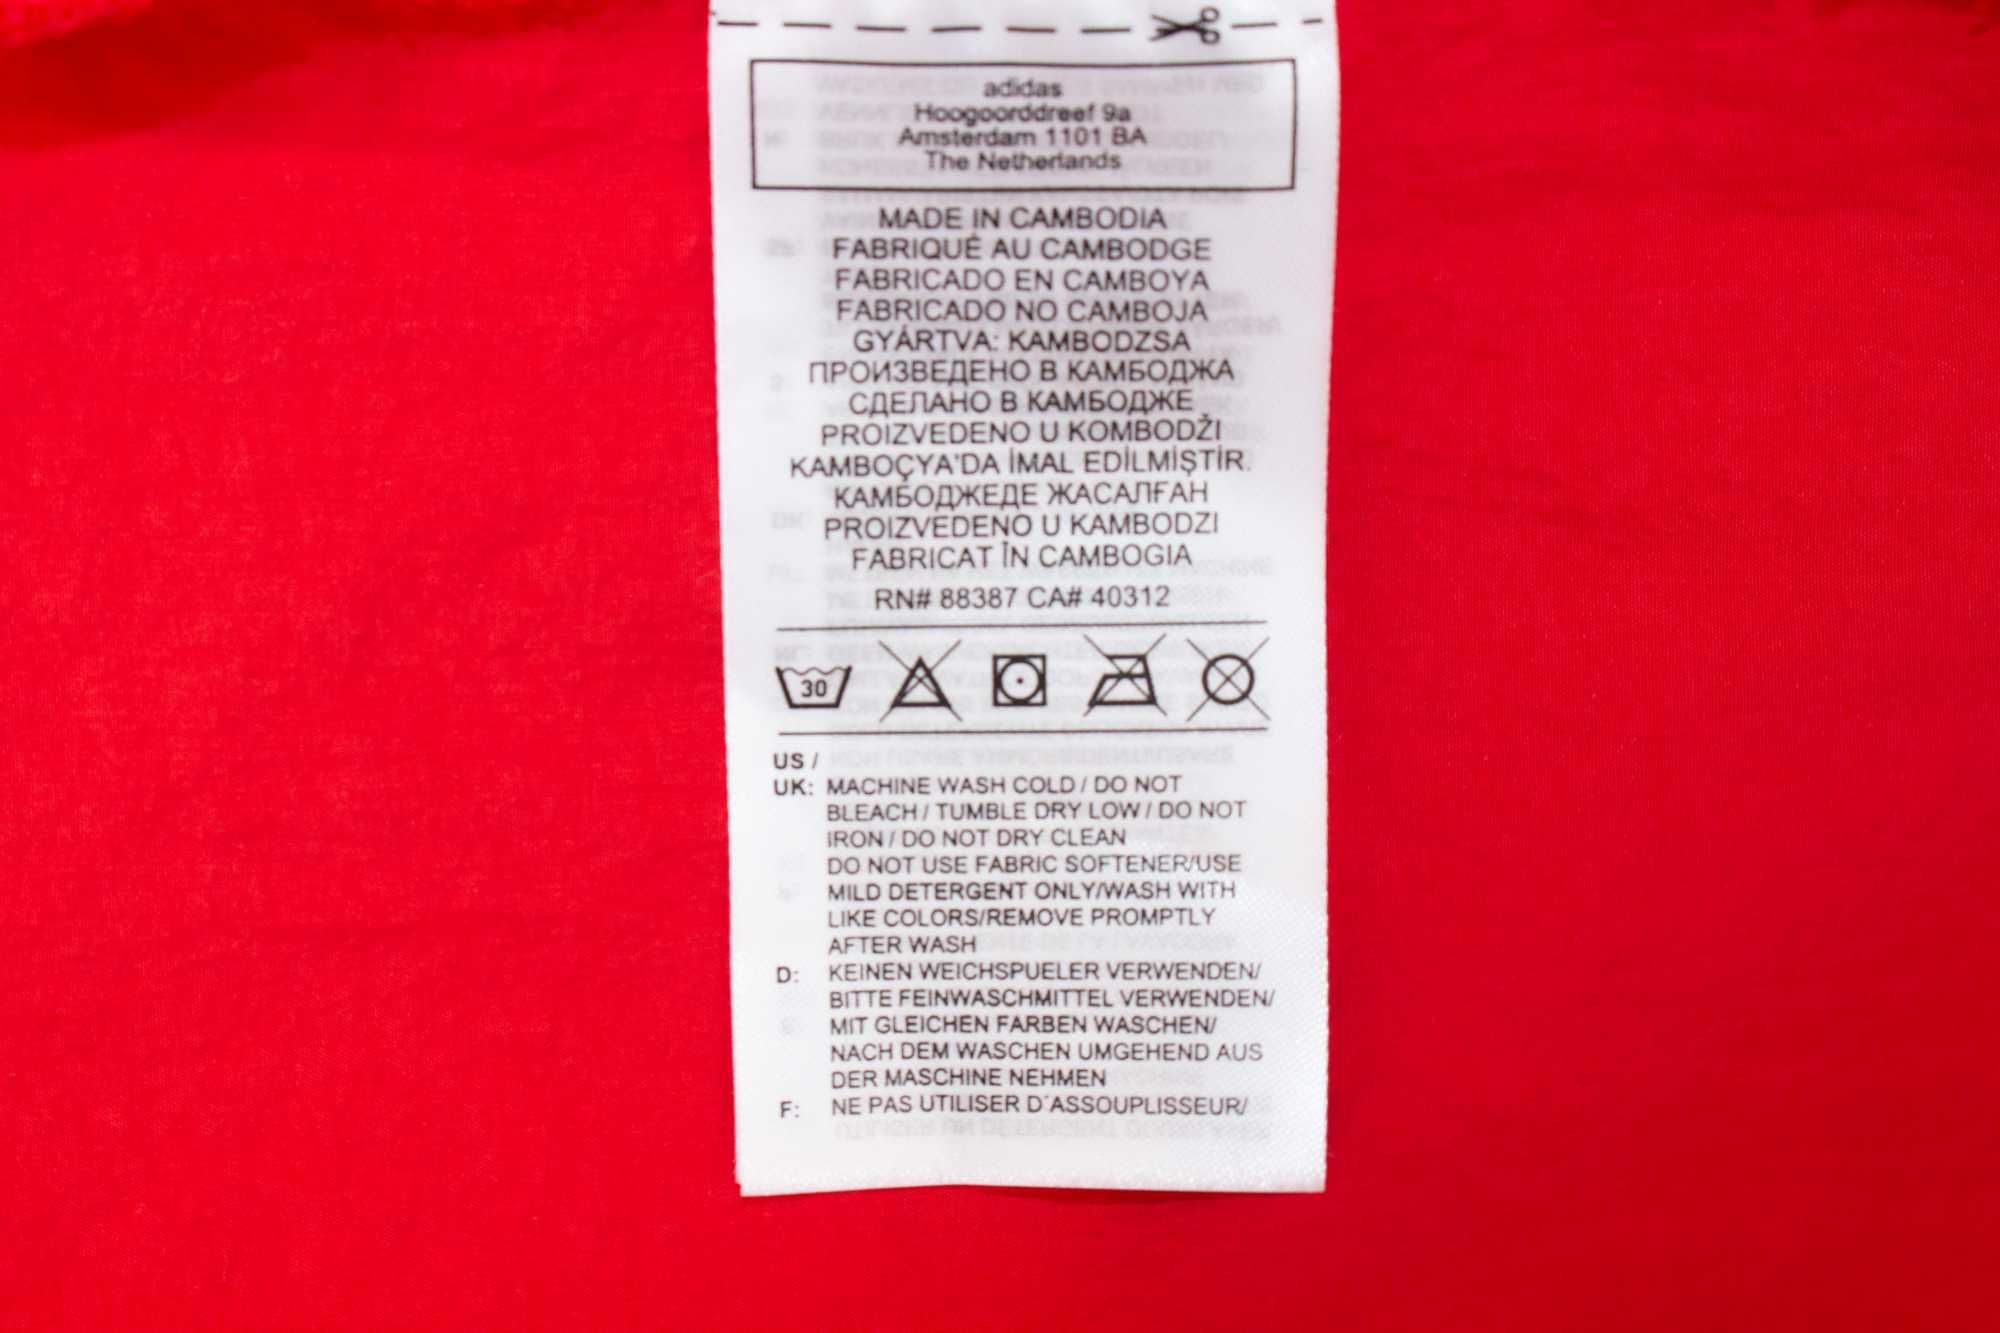 adidas
Hoogoorddreef 9a
Amsterdam 1101 BA
The Netherlands
MADE IN CAMBODIA
FABRIQUÉ AU CAMBODGE
FABRICADO EN CAMBOYA
FABRICADO NO CAMBOJA
GYÁRTVA: KAMBODZSA
ПРОИЗВЕДЕНО В КАМБОДЖА
СДЕЛАНО В КАМБОДЖЕ
PROIZVEDENO U KOMBODŽI
KAMBOÇYA'DA İMAL EDİLMİŞTİR.
КАМБОДЖЕДЕ ЖАСАЛҒАН
PROIZVEDENO U KAMBODZI
FABRICAT ÎN CAMBOGIA
RN# 88387 CA# 40312
30
US /
UK: MACHINE WASH COLD / DO NOT
BLEACH / TUMBLE DRY LOW / DO NOT
IRON / DO NOT DRY CLEAN
DO NOT USE FABRIC SOFTENER/USE
MILD DETERGENT ONLY/WASH WITH
LIKE COLORS/REMOVE PROMPTLY
AFTER WASH
D: KEINEN WEICHSPUELER VERWENDEN/
BITTE FEINWASCHMITTEL VERWENDEN/
MIT GLEICHEN FARBEN WASCHEN/
NACH DEM WASCHEN UMGEHEND AUS
DER MASCHINE NEHMEN
F: NE PAS UTILISER D´ASSOUPLISSEUR/